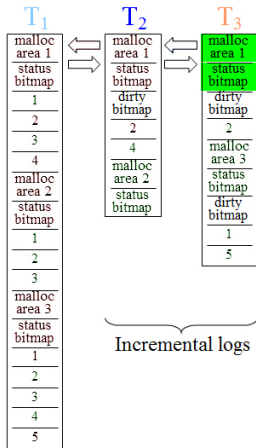 T1
malloc
area 1
status
bitmap
1
2
3
4
malloc
area 2
status
bitmap
1
2
3
malloc
area 3
status
bitmap
1
2
3
4
5
T2
malloc
area 1
status
bitmap
dirty
bitmap
2
4
malloc
area 2
status
bitmap
T3
malloc
area 1
status
bitmap
dirty
bitmap
2
malloc
area 3
status
bitmap
dirty
bitmap
1
5
Incremental logs